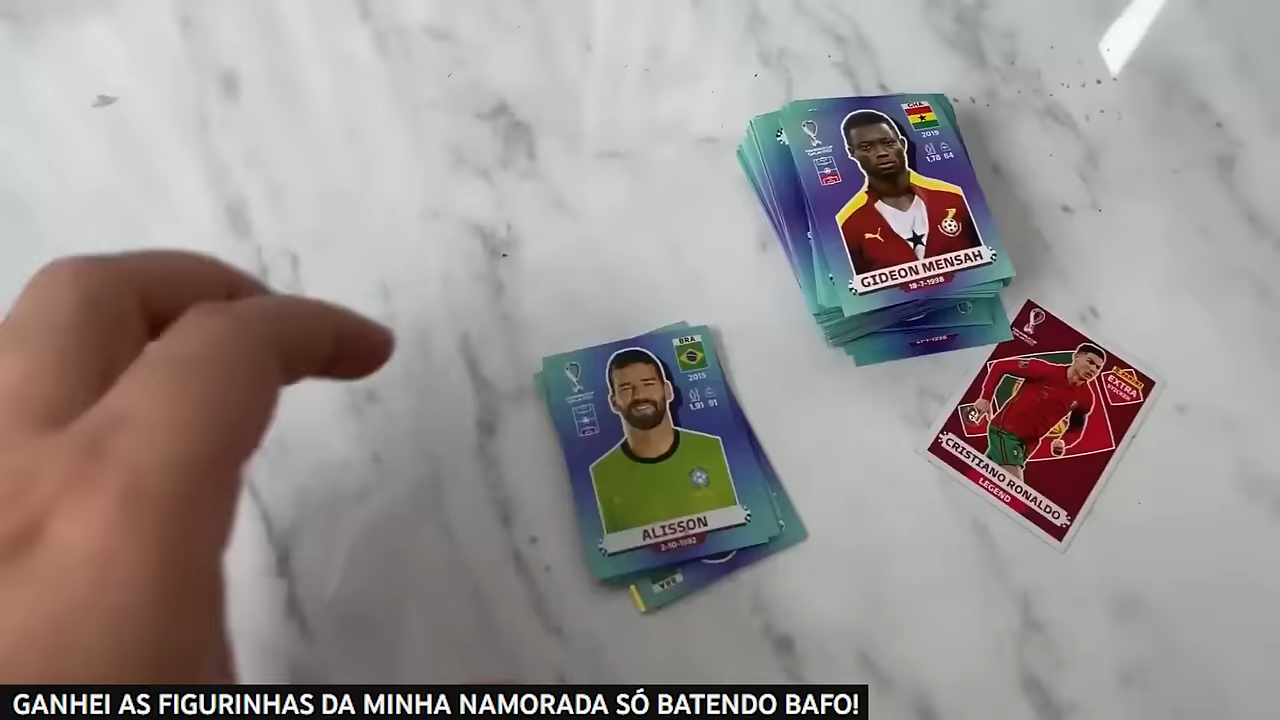 GHA
2019
1,78 64
GIDEON MENSAH
18-7-1998
BRA
2015
1,91 91
ALISSON
2-10-1992
BRA
EXTRA
STICKER
CRISTIANO RONALDO
LEGEND
GANHEI AS FIGURINHAS DA MINHA NAMORADA SÓ BATENDO BAFO!